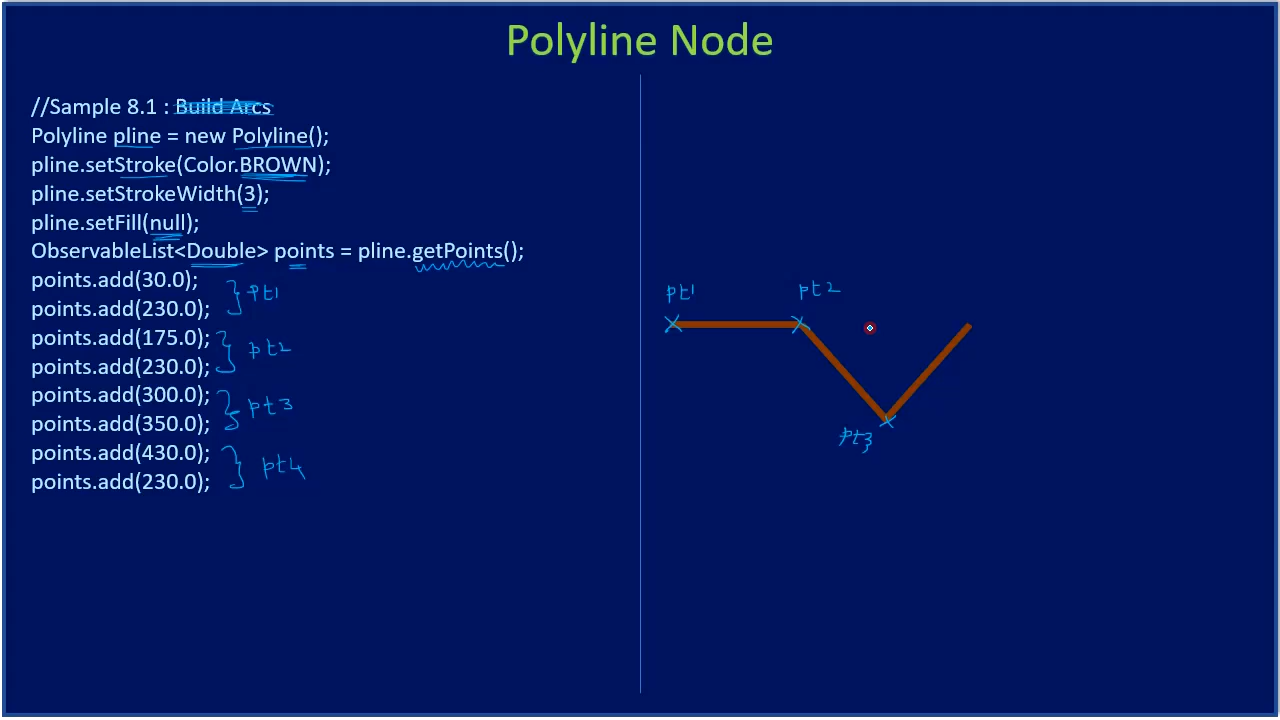 Polyline Node
//Sample 8.1 : Build Arcs
Polyline pline = new Polyline();
pline.setStroke(Color.BROWN);
pline.setStrokeWidth(3);
pline.setFill(null);
ObservableList<Double> points = pline.getPoints();
points.add(30.0);
points.add(230.0);
pt1
points.add(175.0);
points.add(230.0);
pt2
points.add(300.0);
points.add(350.0);
pt3
points.add(430.0);
points.add(230.0);
pt4
pt1
pt2
pt3